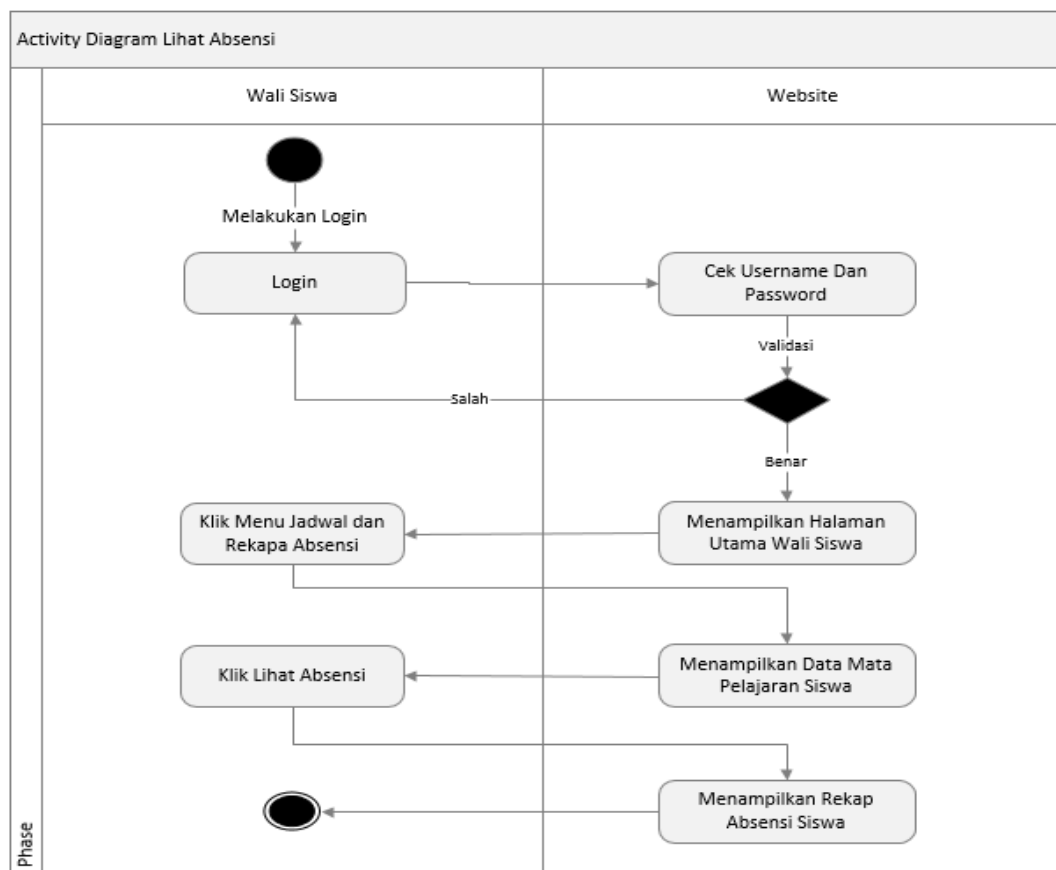 Activity Diagram Lihat Absensi
Wali Siswa
Website
Melakukan Login
Login
Cek Username Dan
Password
Validasi
Salah
Benar
Menampilkan Halaman
Utama Wali Siswa
Klik Menu Jadwal dan
Rekapa Absensi
Menampilkan Data Mata
Pelajaran Siswa
Klik Lihat Absensi
Menampilkan Rekap
Absensi Siswa
Phase